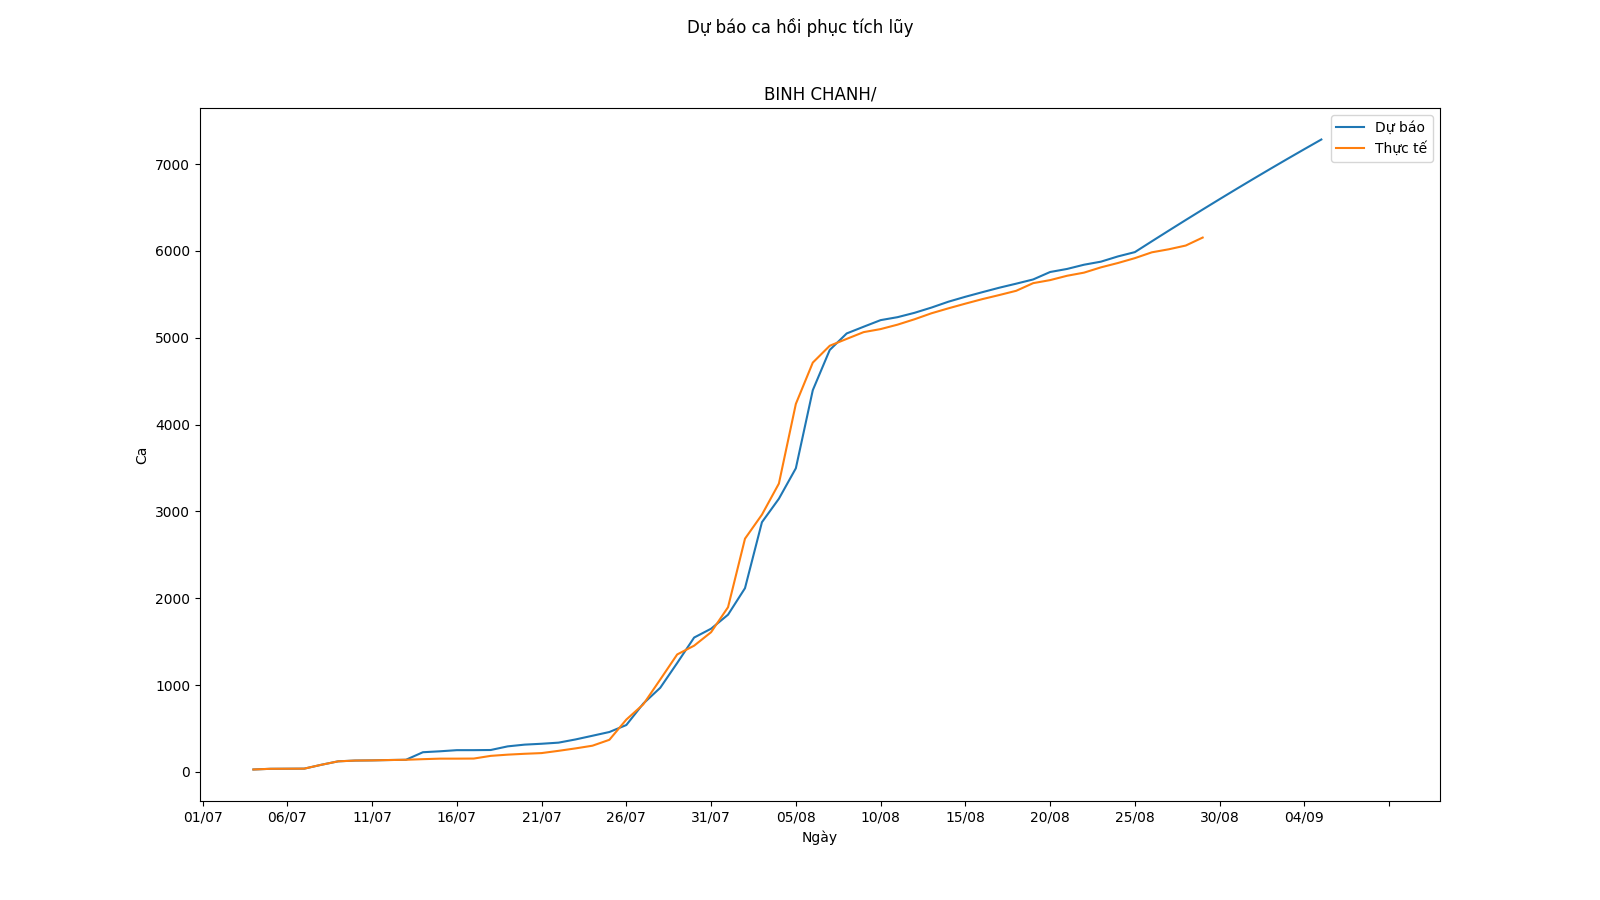 Dự báo ca hồi phục tích lũy
BINH CHANH/
Dự báo
Thực tế
7000
6000
5000
4000
3000
2000
1000
0
Ca
01/07 06/07 11/07 16/07 21/07 26/07 31/07 05/08 10/08 15/08 20/08 25/08 30/08 04/09
Ngày